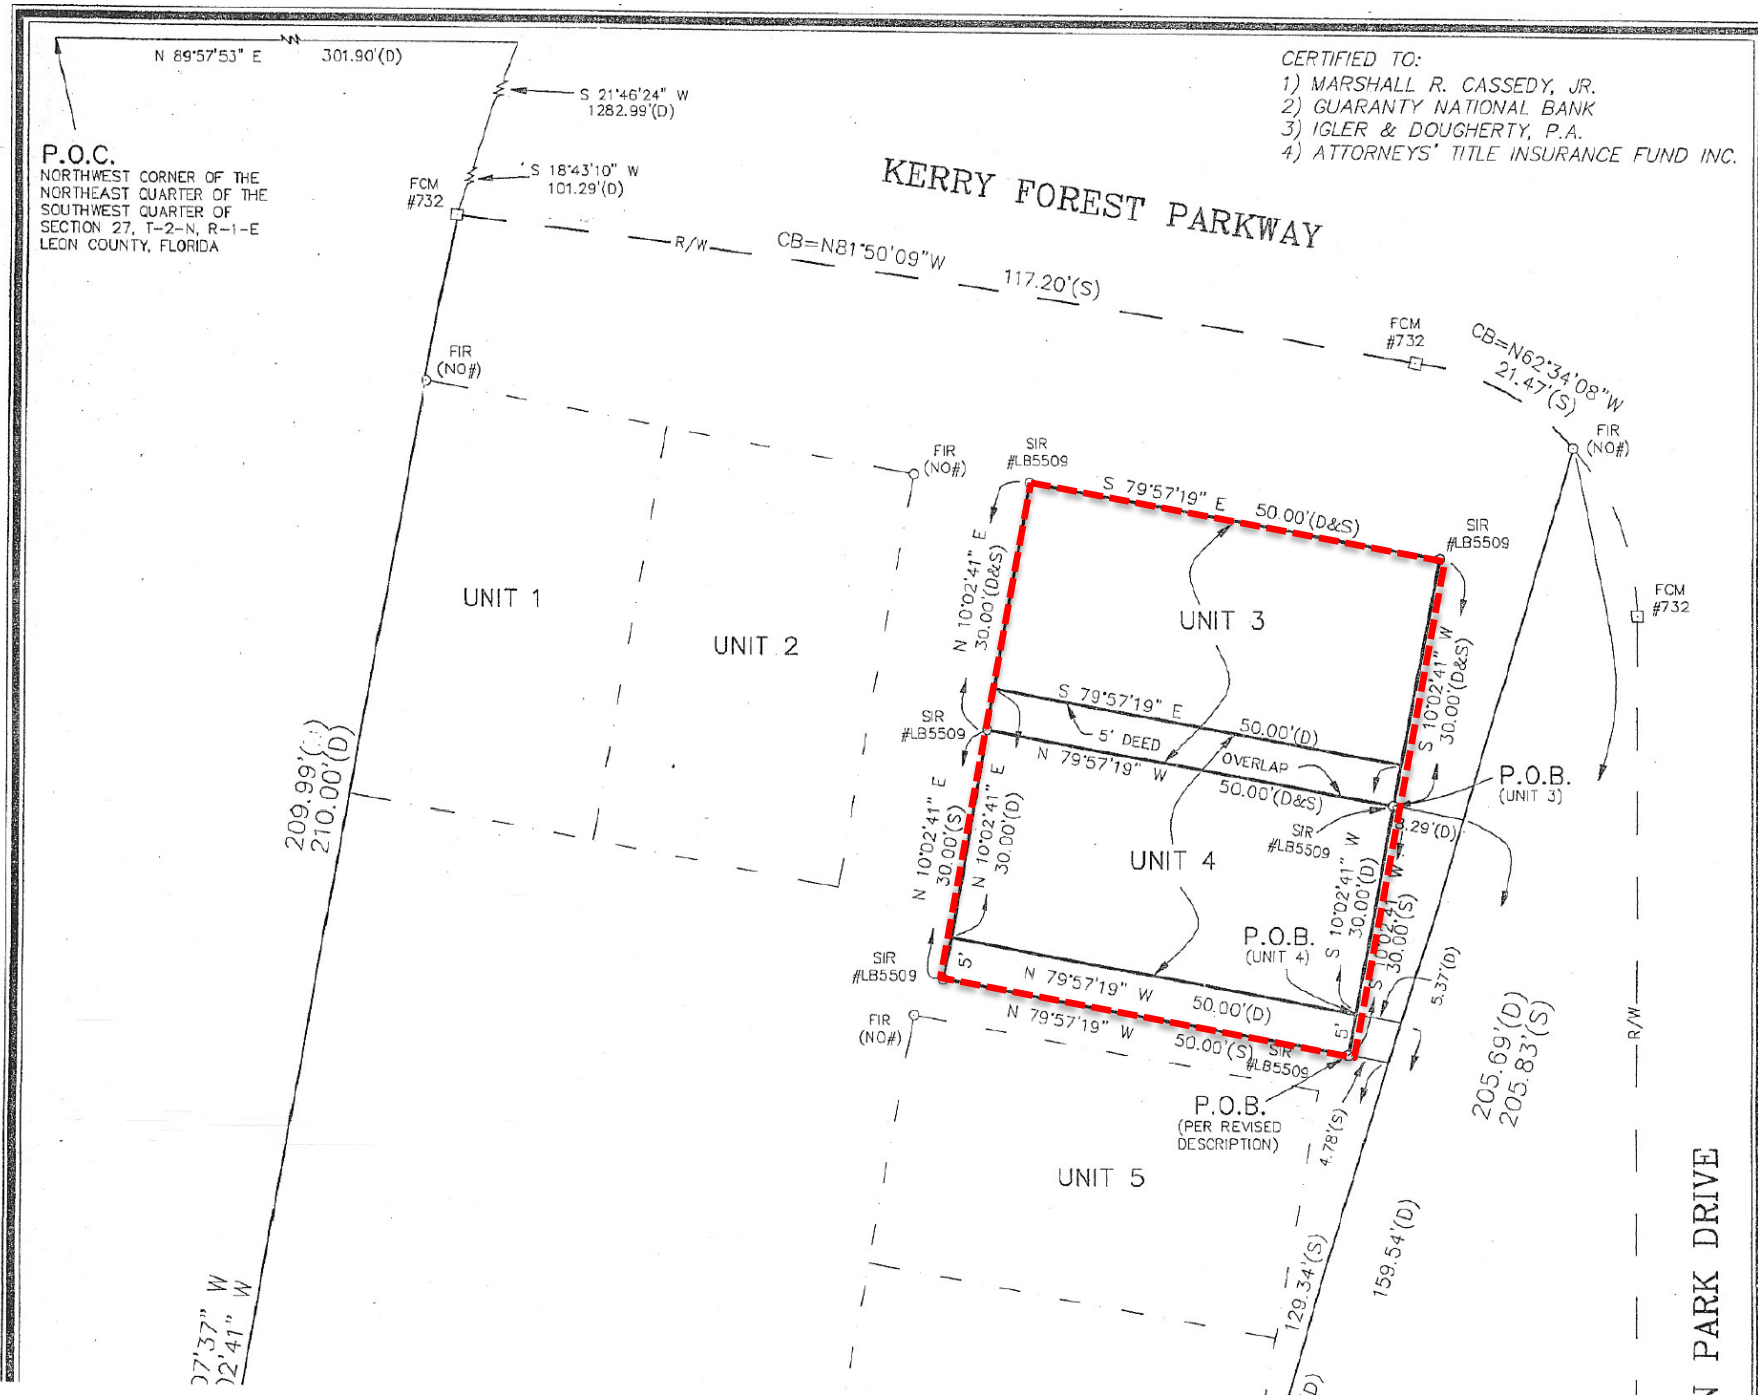 N 89°57'53" E 301.90'(D)
S 21°46'24" W
1282.99'(D)
S 18°43'10" W
101.29'(D)
P.O.C.
NORTHWEST CORNER OF THE
NORTHEAST QUARTER OF THE
SOUTHWEST QUARTER OF
SECTION 27, T-2-N, R-1-E
LEON COUNTY, FLORIDA
CERTIFIED TO:
1) MARSHALL R. CASSEDY, JR.
2) GUARANTY NATIONAL BANK
3) IGLER & DOUGHERTY, P.A.
4) ATTORNEYS' TITLE INSURANCE FUND INC.
KERRY FOREST PARKWAY
FCM
#732
R/W
CB=N81°50'09"W 117.20'(S)
FCM
#732
CB=N62°34'08"W
21.47'(S)
FIR
(NO#)
FIR
(NO#)
FIR
(NO#)
SIR
#LB5509
S 79°57'19" E 50.00'(D&S)
SIR
#LB5509
FCM
#732
N 10°02'41" E
30.00'(D&S)
UNIT 1
UNIT 2
UNIT 3
S 10°02'41" W
30.00'(D&S)
S 79°57'19" E 50.00'(D)
SIR
#LB5509
5' DEED
OVERLAP
N 79°57'19" W 50.00'(D&S)
P.O.B.
(UNIT 3)
SIR
#LB5509
.29'(D)
209.99'
210.00'(D)
N 10°02'41" E
30.00'(S)
N 10°02'41" E
30.00'(D)
UNIT 4
S 10°02'41" W
30.00'(D)
S 10°02'41 W
30.00'(S)
P.O.B.
(UNIT 4)
5.37'(D)
SIR
#LB5509
5'
N 79°57'19" W 50.00'(D)
5'
N 79°57'19" W 50.00'(S)
SIR
#LB5509
FIR
(NO#)
P.O.B.
(PER REVISED
DESCRIPTION)
4.78'(S)
205.69'(D)
205.83'(S)
R/W
UNIT 5
129.34'(S)
159.54'(D)
07'37" W
02'41" W
N PARK DRIVE